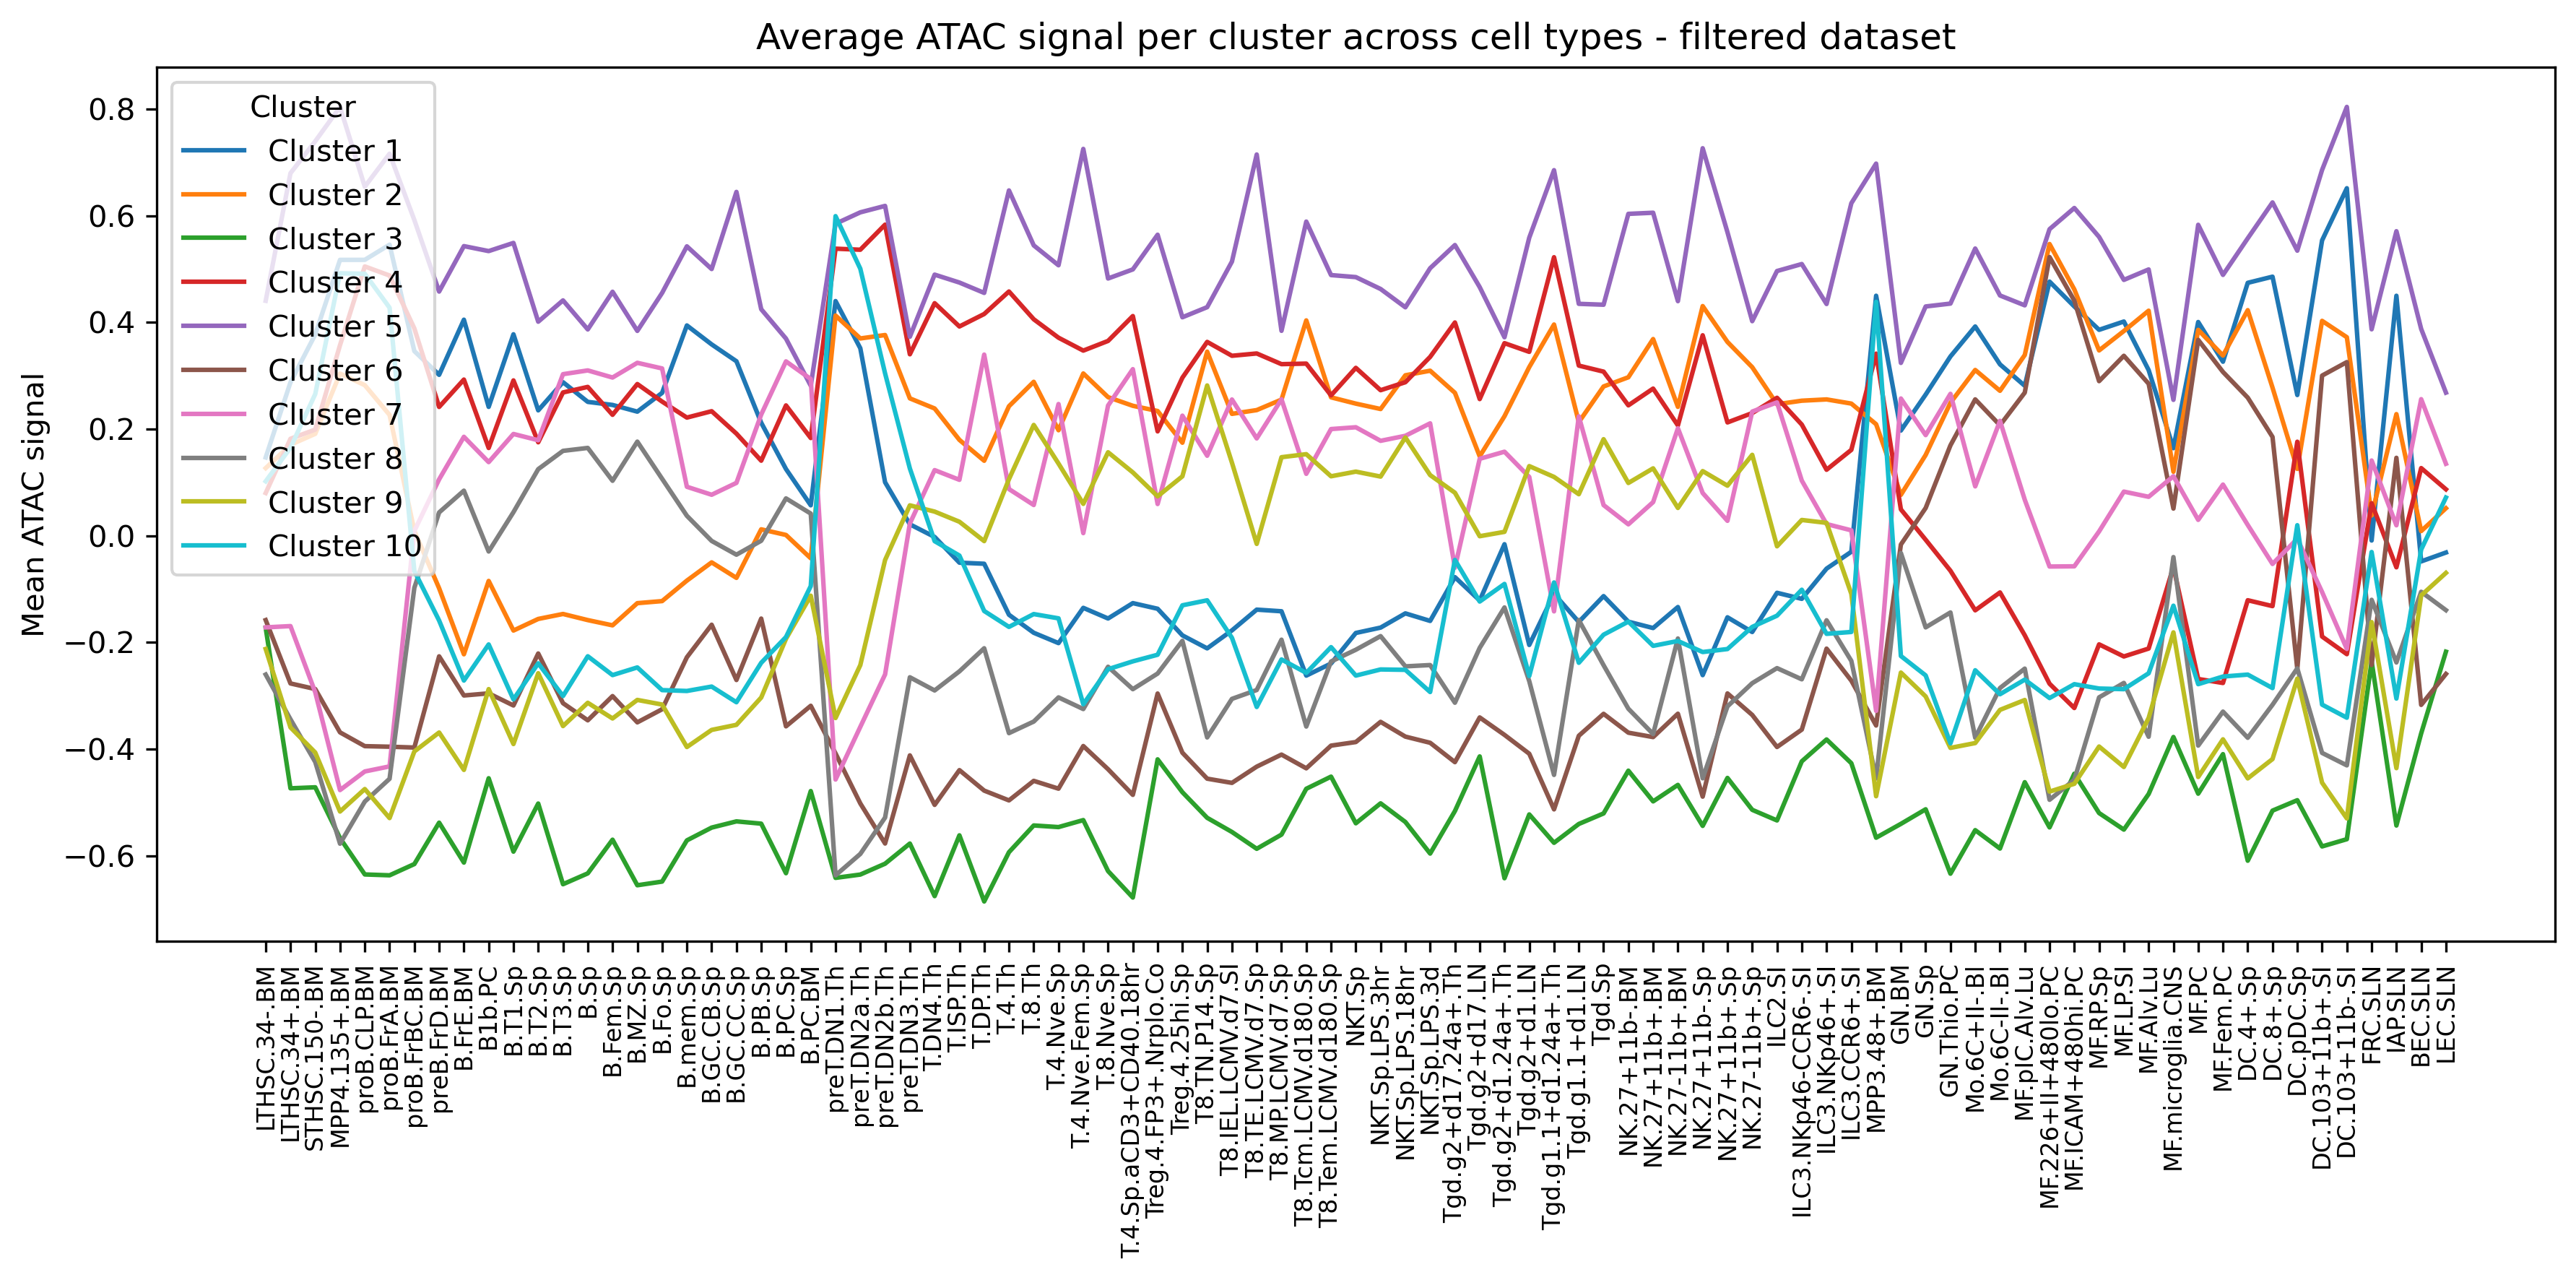 Average ATAC signal per cluster across cell types - filtered dataset
Mean ATAC signal
0.8
0.6
0.4
0.2
0.0
−0.2
−0.4
−0.6
Cluster
Cluster 1
Cluster 2
Cluster 3
Cluster 4
Cluster 5
Cluster 6
Cluster 7
Cluster 8
Cluster 9
Cluster 10
LTHSC.34-.BM
LTHSC.34+.BM
STHSC.150-.BM
MPP4.135+.BM
proB.CLP.BM
proB.FrA.BM
proB.FrBC.BM
preB.FrD.BM
B.FrE.BM
B1b.PC
B.T1.Sp
B.T2.Sp
B.T3.Sp
B.Sp
B.Fem.Sp
B.MZ.Sp
B.Fo.Sp
B.mem.Sp
B.GC.CB.Sp
B.GC.CC.Sp
B.PB.Sp
B.PC.Sp
B.PC.BM
preT.DN1.Th
preT.DN2a.Th
preT.DN2b.Th
preT.DN3.Th
T.DN4.Th
T.ISP.Th
T.DP.Th
T.4.Th
T.8.Th
T.4.Nve.Sp
T.4.Nve.Fem.Sp
T.8.Nve.Sp
T.4.Sp.aCD3+CD40.18hr
Treg.4.FP3+.Nrplo.Co
Treg.4.25hi.Sp
T8.TN.P14.Sp
T8.IEL.LCMV.d7.SI
T8.TE.LCMV.d7.Sp
T8.MP.LCMV.d7.Sp
T8.Tcm.LCMV.d180.Sp
T8.Tem.LCMV.d180.Sp
NKT.Sp
NKT.Sp.LPS.3hr
NKT.Sp.LPS.18hr
NKT.Sp.LPS.3d
Tgd.g2+d17.24a+.Th
Tgd.g2+d17.LN
Tgd.g2+d1.24a+.Th
Tgd.g2+d1.LN
Tgd.g1.1+d1.24a+.Th
Tgd.g1.1+d1.LN
Tgd.Sp
NK.27+11b-.BM
NK.27+11b+.BM
NK.27-11b+.BM
NK.27+11b-.Sp
NK.27+11b+.Sp
NK.27-11b+.Sp
ILC2.SI
ILC3.NKp46-CCR6-.SI
ILC3.NKp46+.SI
ILC3.CCR6+.SI
MPP3.48+.BM
GN.BM
GN.Sp
GN.Thio.PC
Mo.6C+II-.Bl
Mo.6C-II-.Bl
MF.pIC.Alv.Lu
MF.226+II+480lo.PC
MF.ICAM+480hi.PC
MF.RP.Sp
MF.LP.SI
MF.Alv.Lu
MF.microglia.CNS
MF.PC
MF.Fem.PC
DC.4+.Sp
DC.8+.Sp
DC.pDC.Sp
DC.103+11b+.SI
DC.103+11b-.SI
FRC.SLN
IAP.SLN
BEC.SLN
LEC.SLN